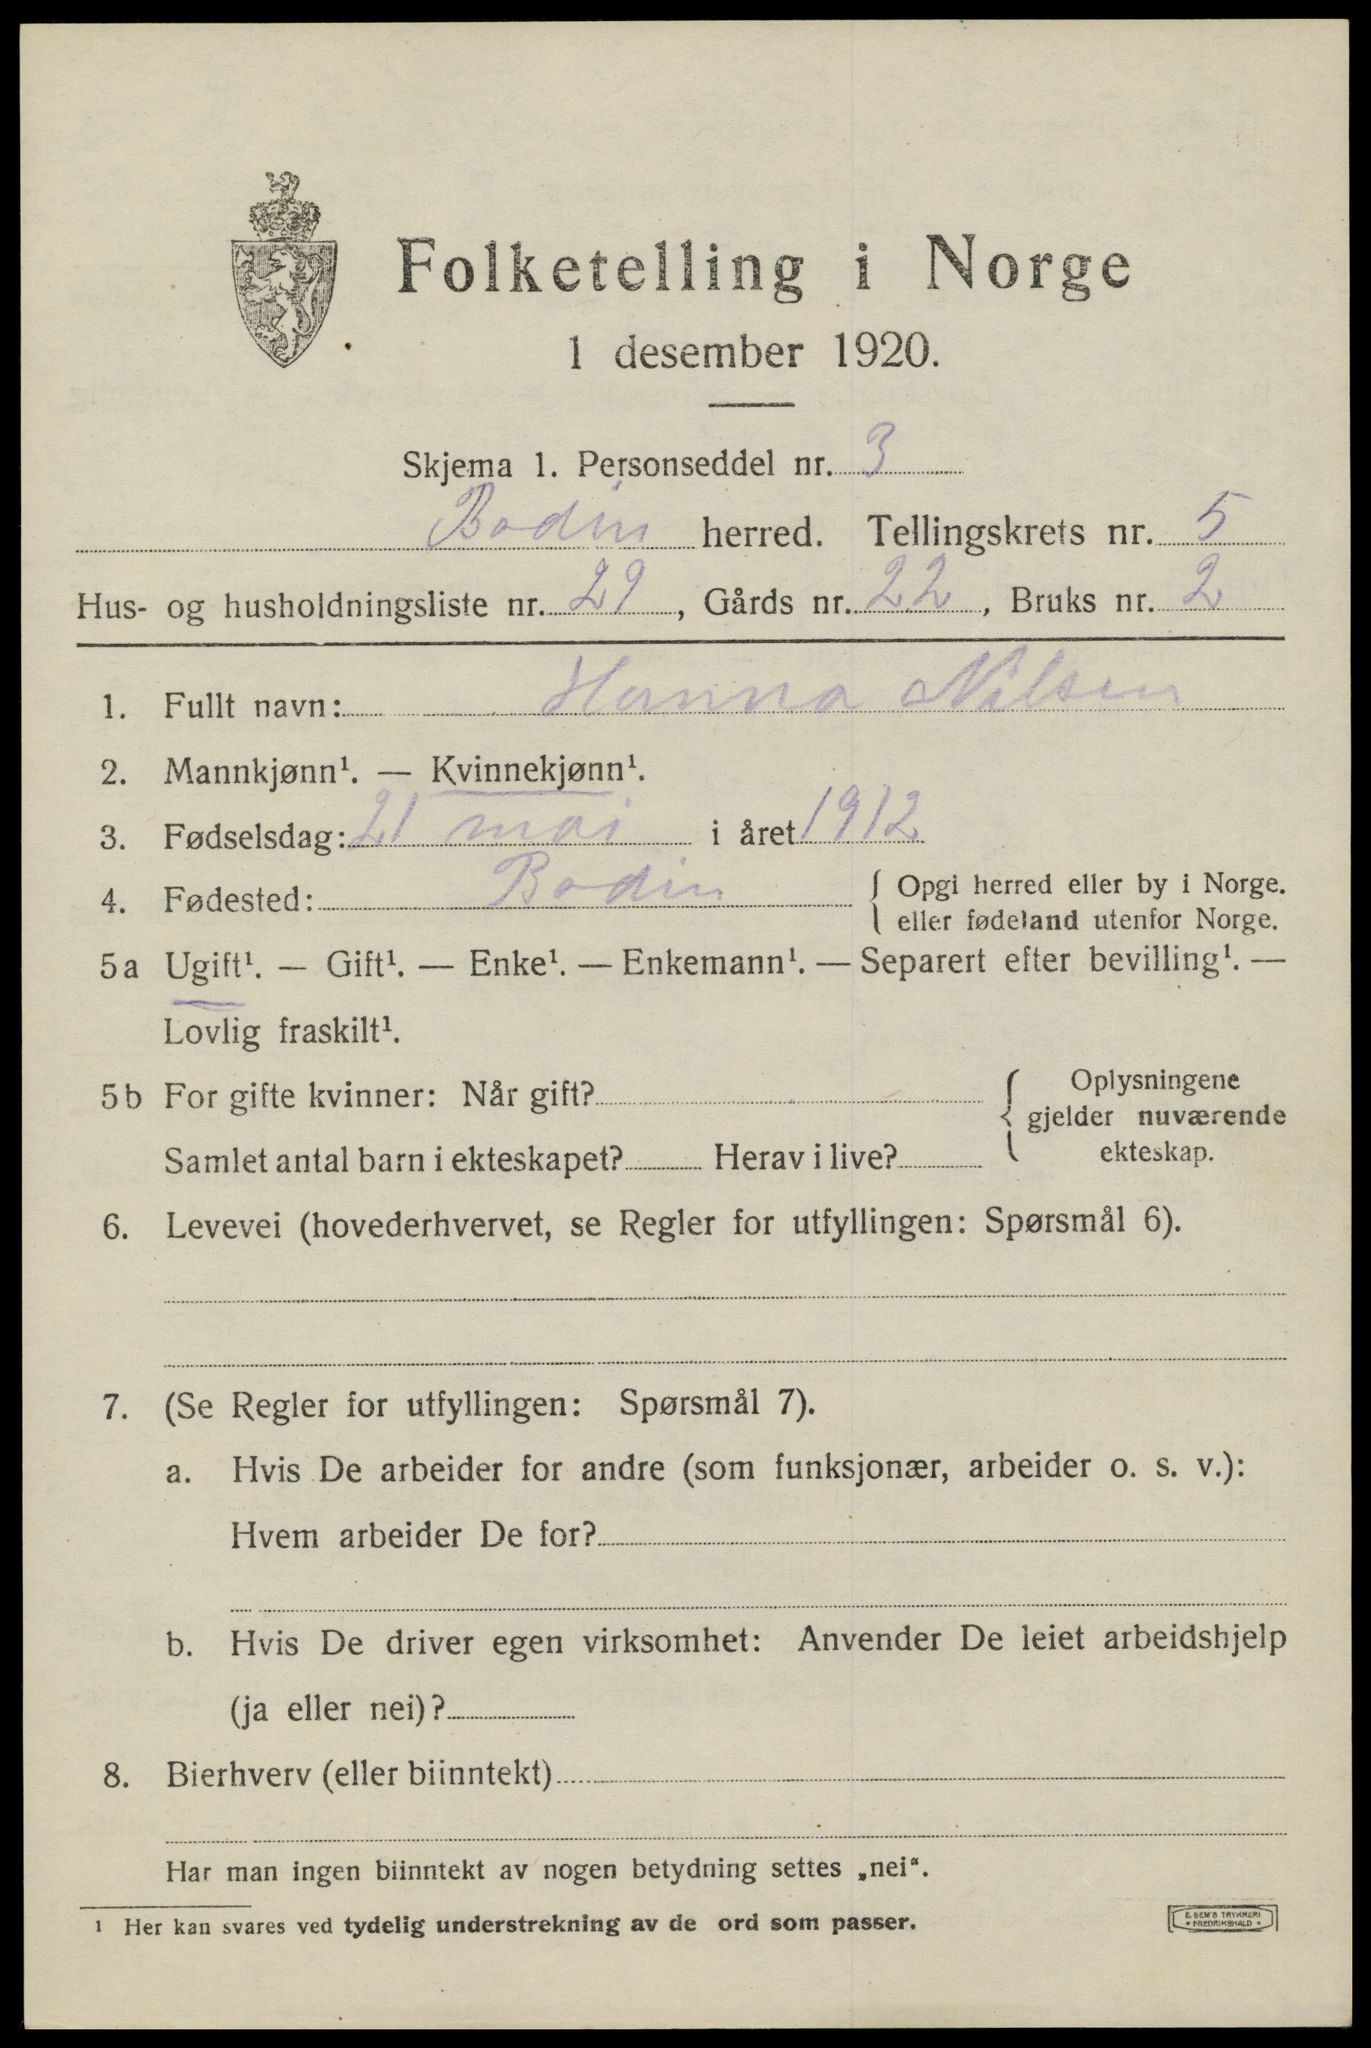 Folketelling i Norge
1 desember 1920.
Skjema 1. Personseddel nr. 3
Bodin herred. Tellingskrets nr. 5
Hus- og husholdningsliste nr. 29, Gårds nr. 22, Bruks nr. 2
1. Fullt navn: Hanna Nilsen
2. Mannkjønn¹. — Kvinnekjønn¹.
3. Fødselsdag: 21 mai i året 1912
4. Fødested: Bodin { Opgi herred eller by i Norge.
eller fødeland utenfor Norge.
5a Ugift¹. — Gift¹. — Enke¹. — Enkemann¹. — Separert efter bevilling¹. —
Lovlig fraskilt¹.
5b For gifte kvinner: Når gift?
Samlet antal barn i ekteskapet? Herav i live?
{ Oplysningene
gjelder nuværende
ekteskap.
6. Levevei (hovederhvervet, se Regler for utfyllingen: Spørsmål 6).
7. (Se Regler for utfyllingen: Spørsmål 7).
a. Hvis De arbeider for andre (som funksjonær, arbeider o. s. v.):
Hvem arbeider De for?
b. Hvis De driver egen virksomhet: Anvender De leiet arbeidshjelp
(ja eller nei)?
8. Bierhverv (eller biinntekt)
Har man ingen biinntekt av nogen betydning settes „nei“.
¹ Her kan svares ved tydelig understrekning av de ord som passer.
E. SEM'S TRYKKERI
* FREDRIKSHALD *